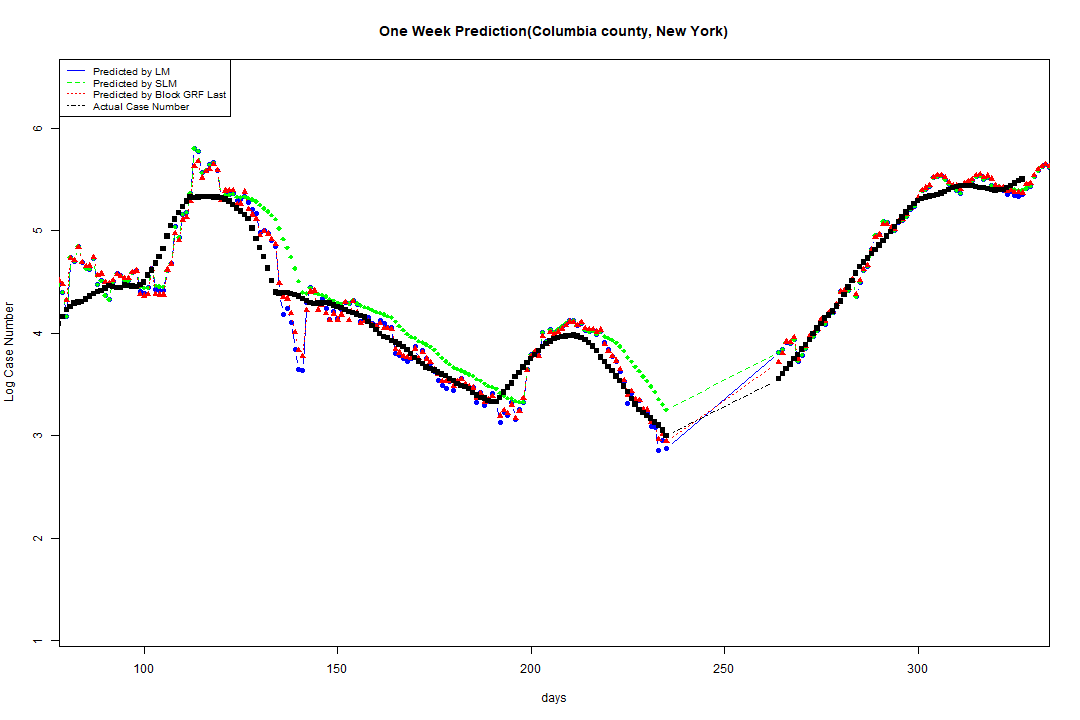 One Week Prediction(Columbia county, New York)
Predicted by LM
Predicted by SLM
Predicted by Block GRF Last
Actual Case Number
Log Case Number
6
5
4
3
2
1
100 150 200 250 300
days